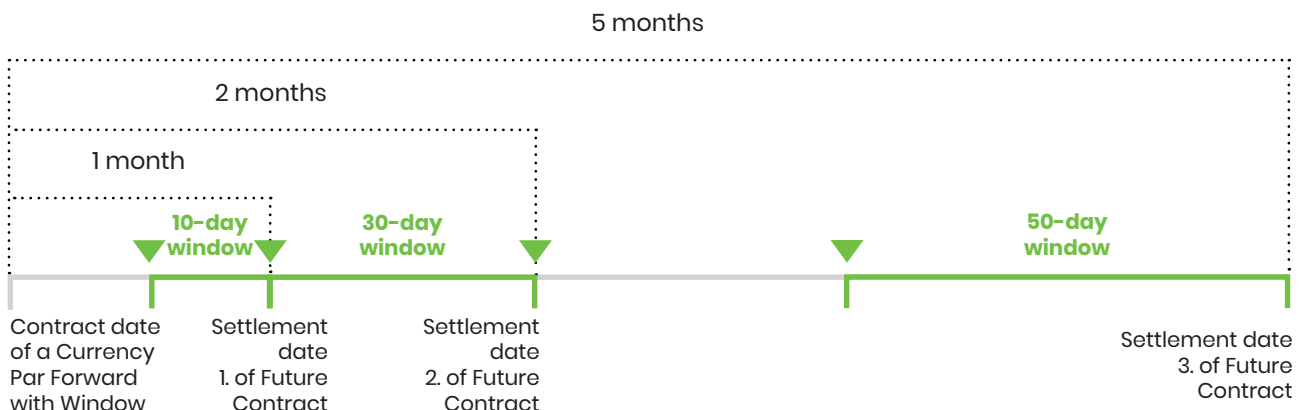 5 months
2 months
1 month
10-day
window
30-day
window
50-day
window
Contract date
of a Currency
Par Forward
with Window
Settlement
date
1. of Future
Contract
Settlement
date
2. of Future
Contract
Settlement date
3. of Future
Contract